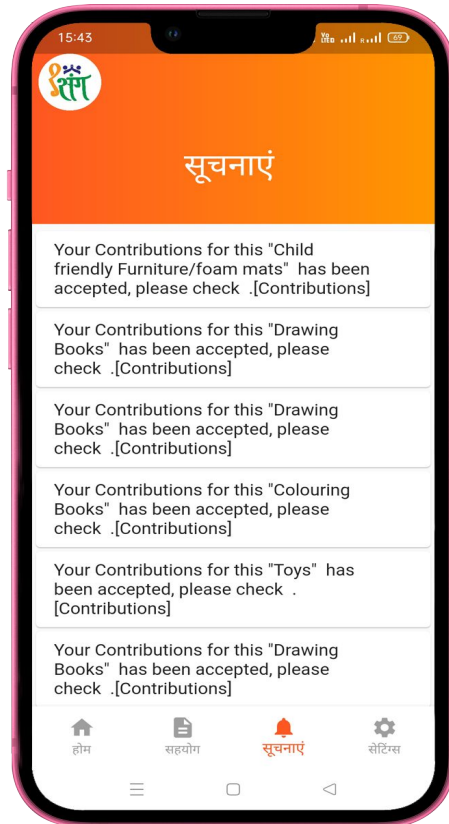 15:43
69
संग
सूचनाएं
Your Contributions for this "Child
friendly Furniture/foam mats"  has been
accepted, please check  .[Contributions]
Your Contributions for this "Drawing
Books"  has been accepted, please
check  .[Contributions]
Your Contributions for this "Drawing
Books"  has been accepted, please
check  .[Contributions]
Your Contributions for this "Colouring
Books"  has been accepted, please
check  .[Contributions]
Your Contributions for this "Toys"  has
been accepted, please check  .
[Contributions]
Your Contributions for this "Drawing
Books"  has been accepted, please
check  .[Contributions]
होम
सहयोग
सूचनाएं
सेटिंग्स